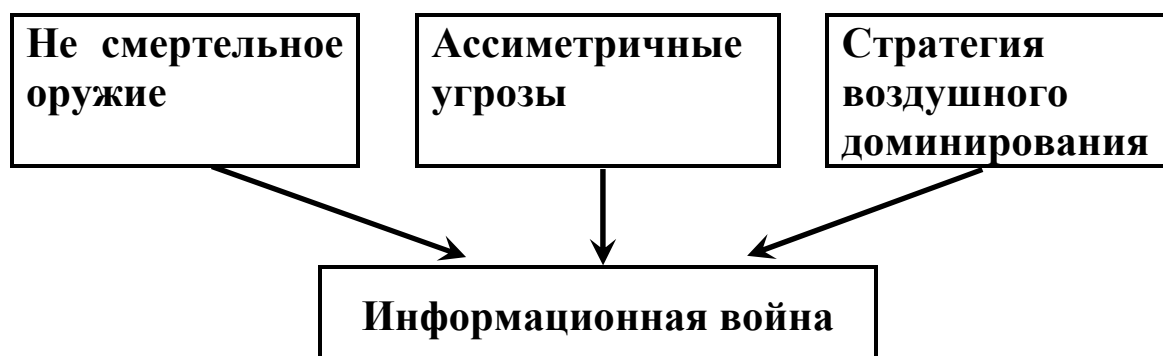 Не смертельное
оружие
Ассиметричные
угрозы
Стратегия
воздушного
доминирования
Информационная война